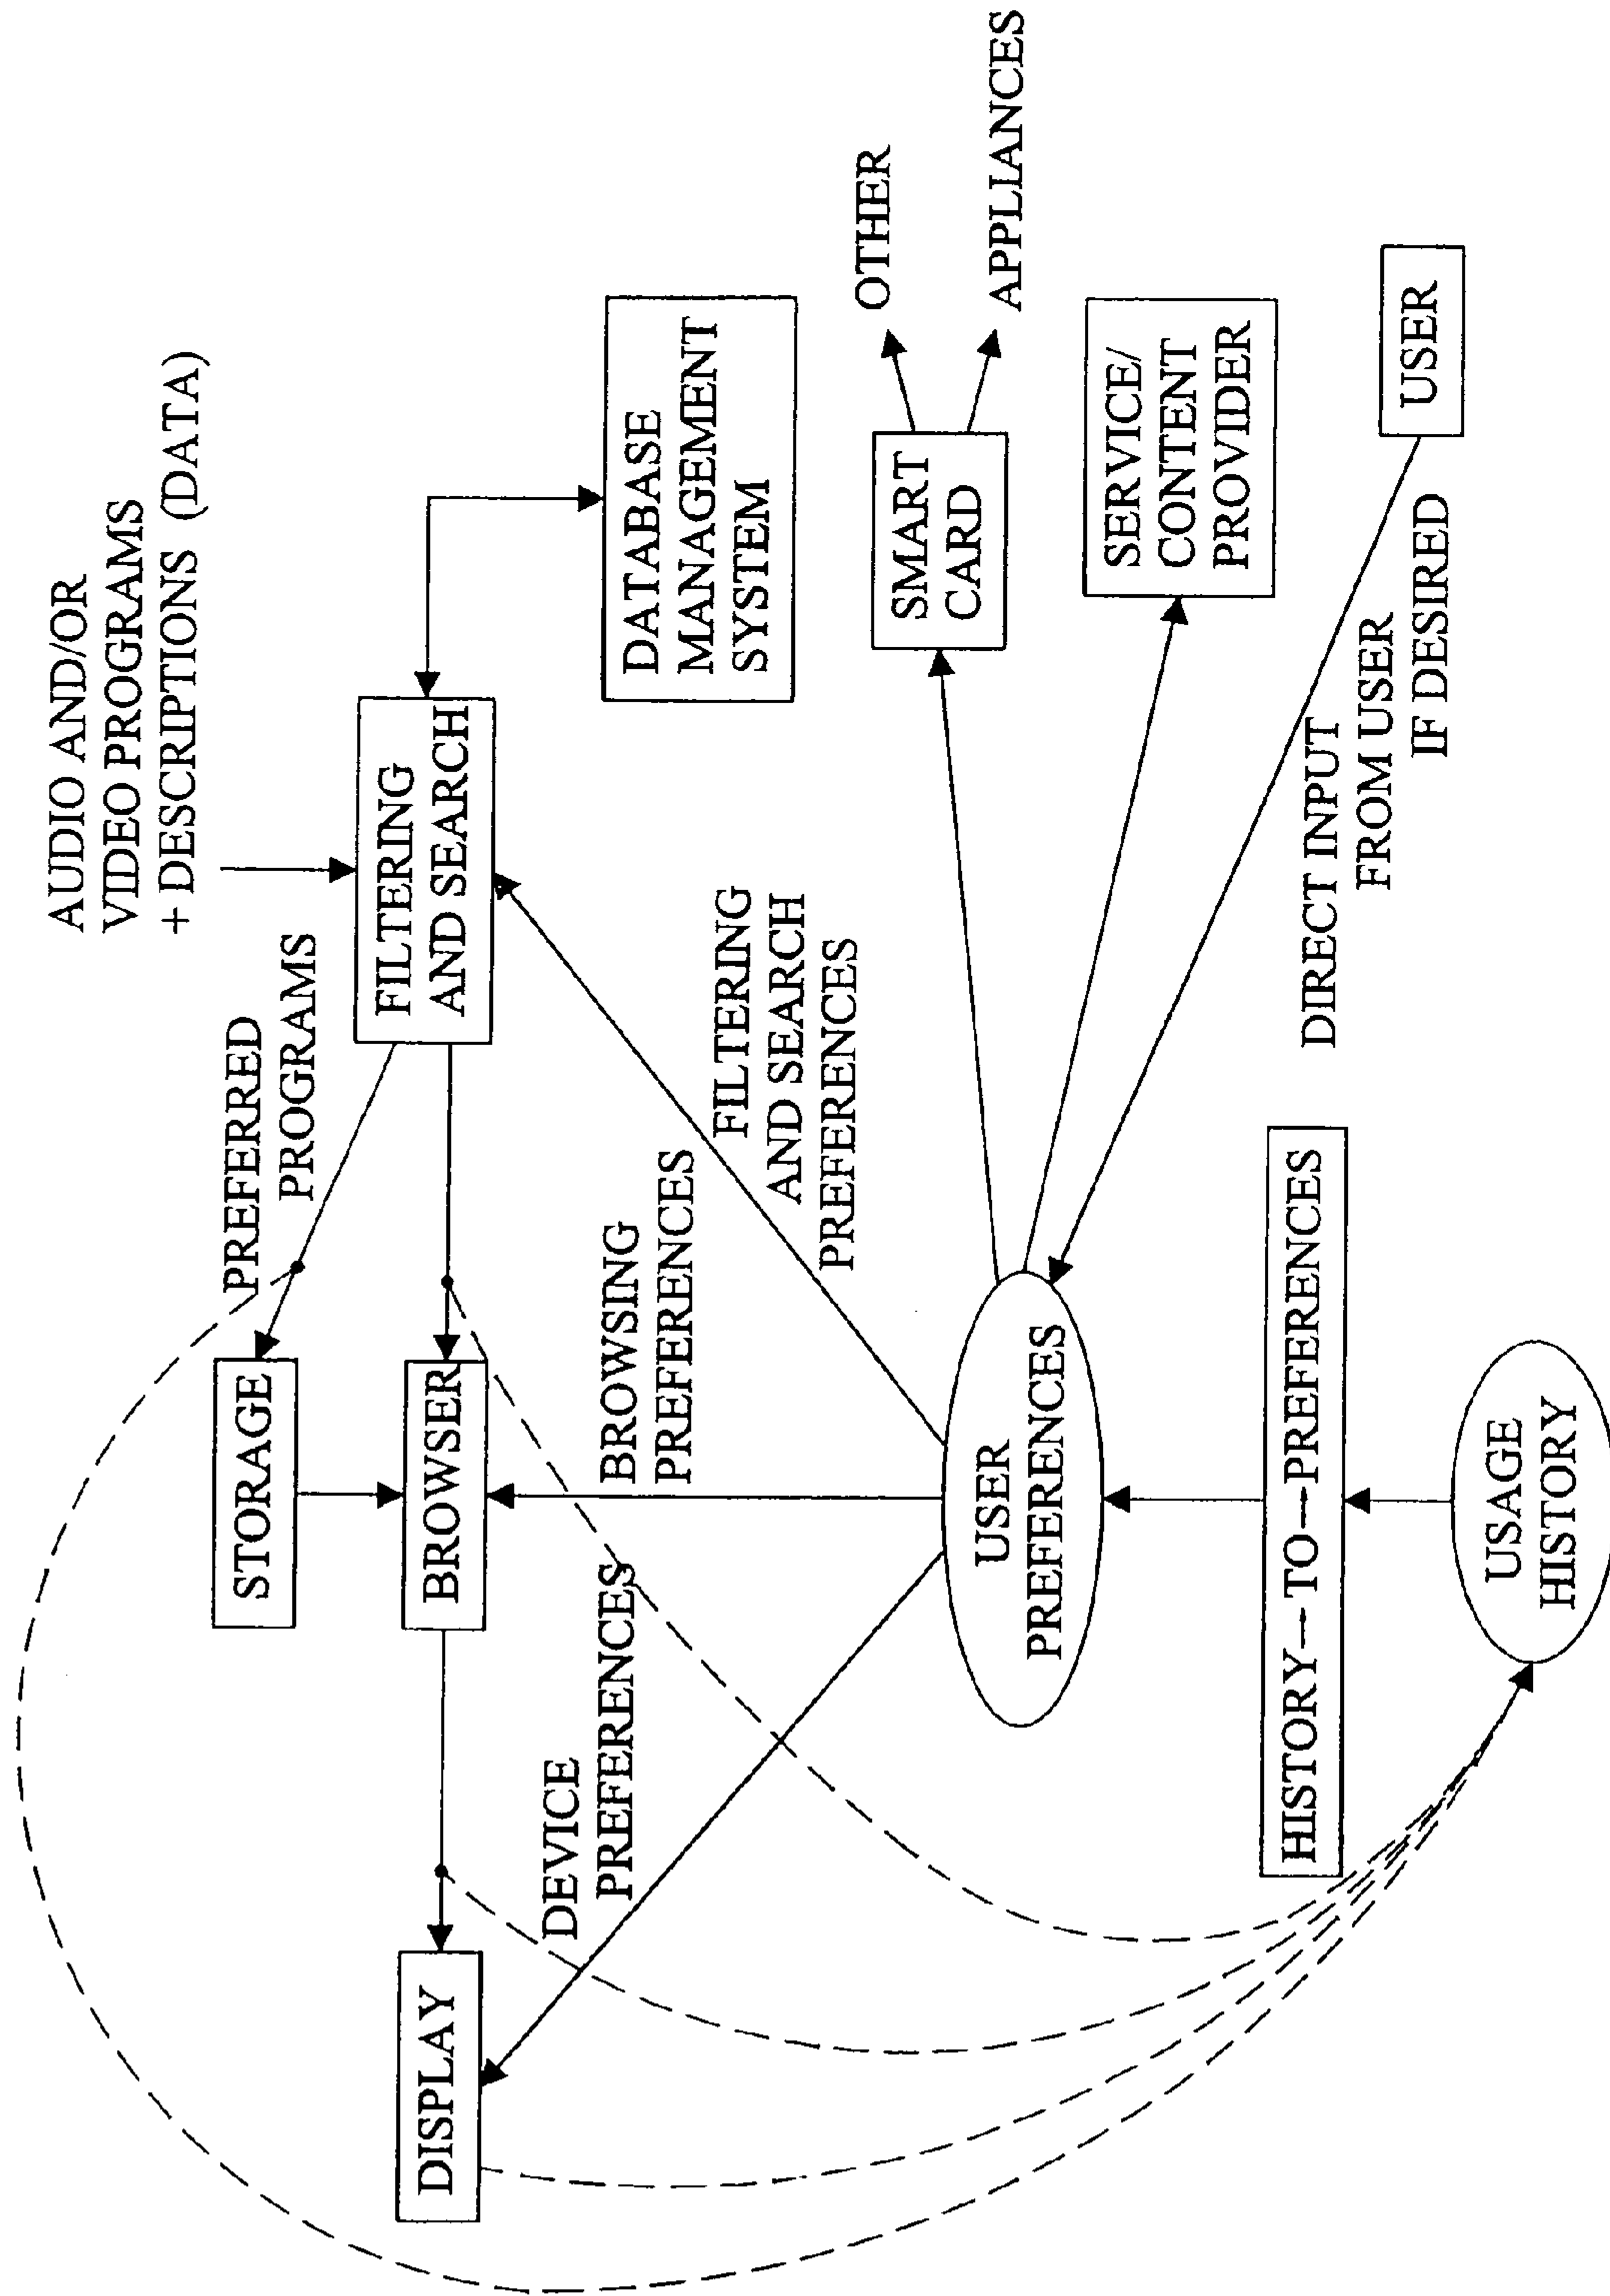 AUDIO AND/OR
VIDEO PROGRAMS
+ DESCRIPTIONS (DATA)
PREFERRED
PROGRAMS
STORAGE
FILTERING
AND SEARCH
DISPLAY
BROWSER
DEVICE
PREFERENCES
BROWSING
PREFERENCES
FILTERING
AND SEARCH
PREFERENCES
DATABASE
MANAGEMENT
SYSTEM
SMART
CARD
OTHER
APPLIANCES
USER
PREFERENCES
SERVICE/
CONTENT
PROVIDER
DIRECT INPUT
FROM USER
IF DESIRED
USER
HISTORY—TO—PREFERENCES
USAGE
HISTORY